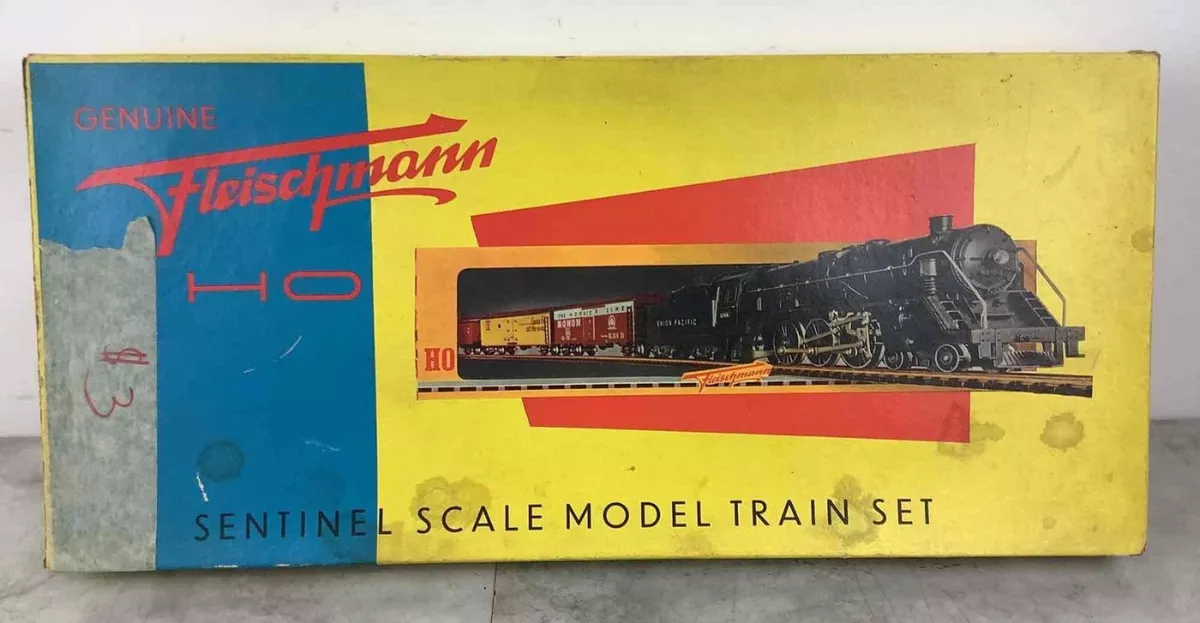 GENUINE
Fleischmann
HO
#3
THE HOOSIER LINE
MONON
UNION PACIFIC
HO
Fleischmann
SENTINEL SCALE MODEL TRAIN SET